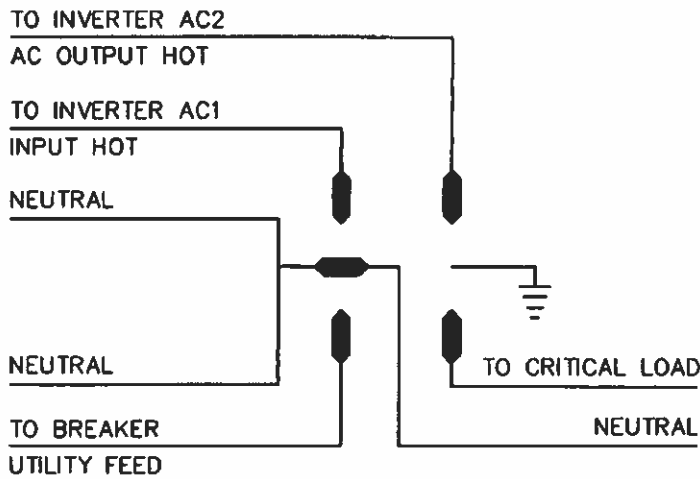 TO INVERTER AC2
AC OUTPUT HOT
TO INVERTER AC1
INPUT HOT
NEUTRAL
NEUTRAL
TO CRITICAL LOAD
TO BREAKER
NEUTRAL
UTILITY FEED